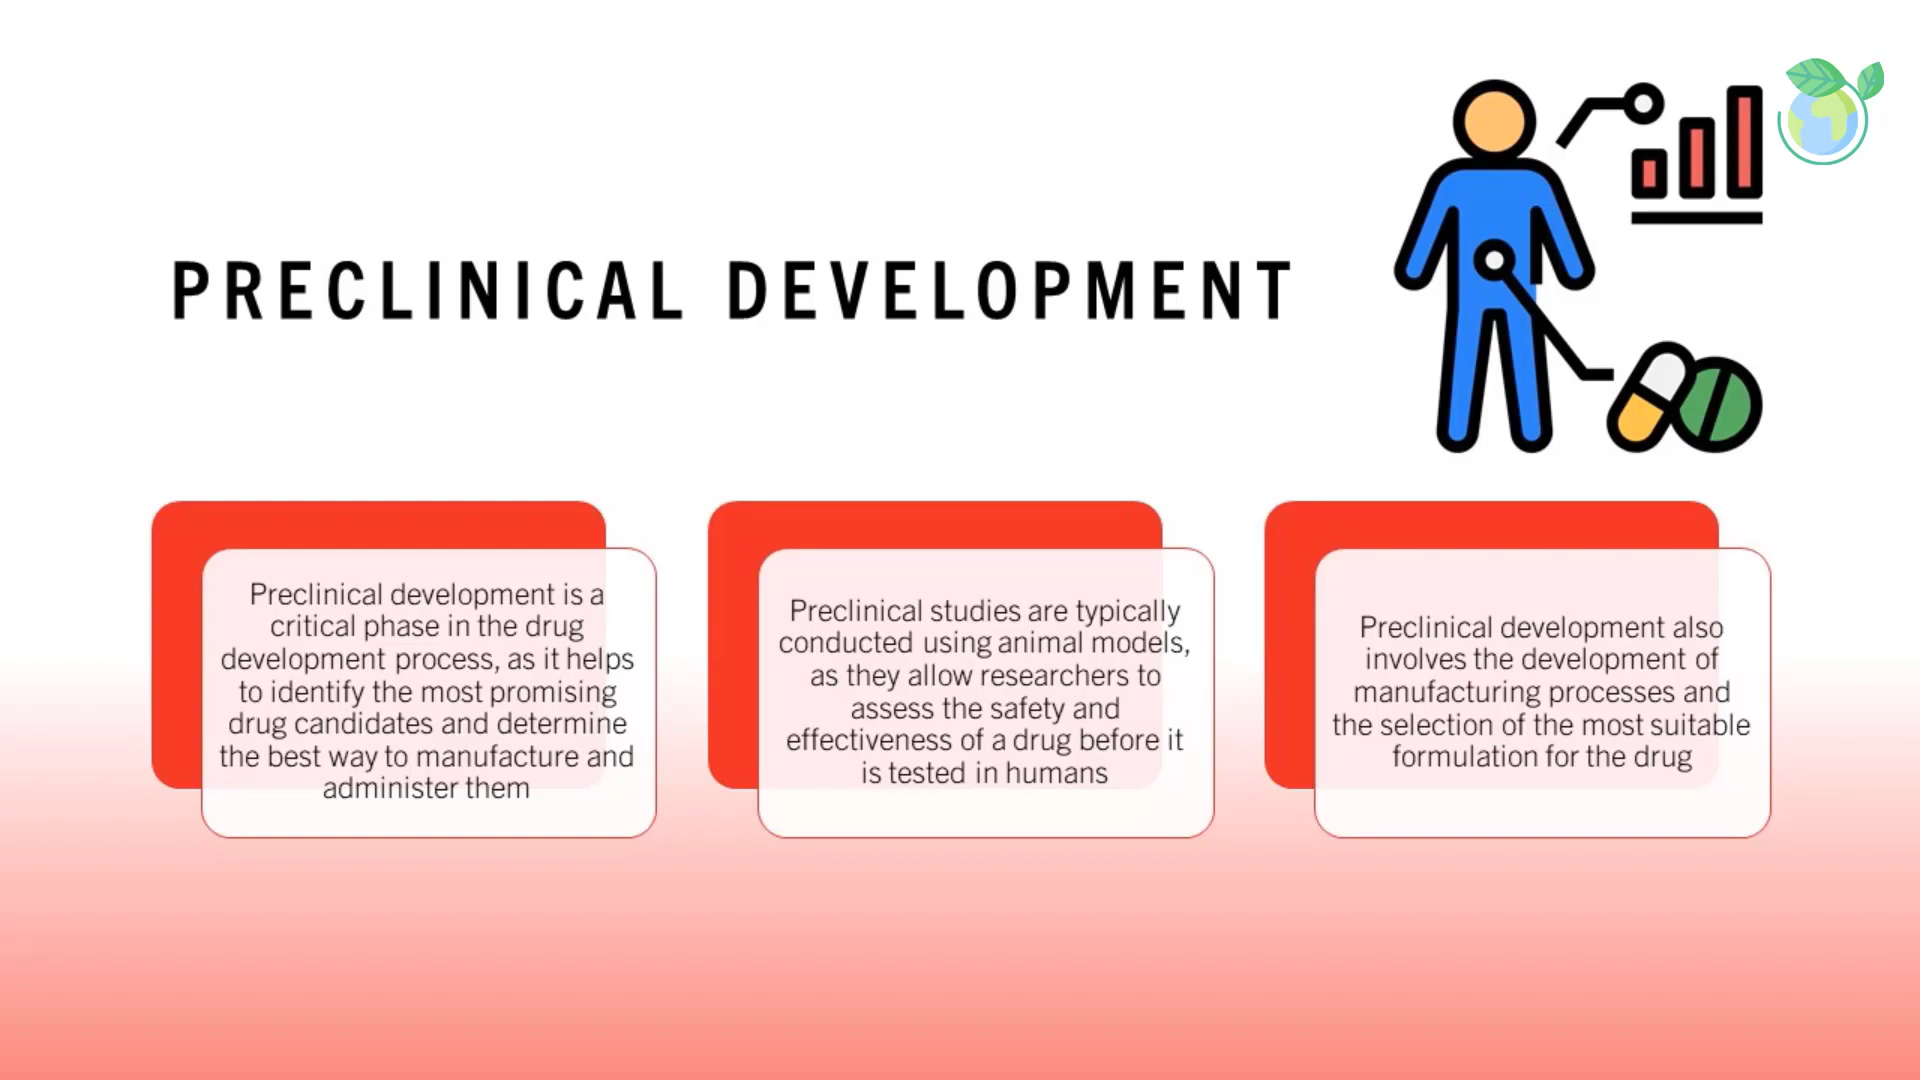 PRECLINICAL DEVELOPMENT
Preclinical development is a
critical phase in the drug
development process, as it helps
to identify the most promising
drug candidates and determine
the best way to manufacture and
administer them
Preclinical studies are typically
conducted using animal models,
as they allow researchers to
assess the safety and
effectiveness of a drug before it
is tested in humans
Preclinical development also
involves the development of
manufacturing processes and
the selection of the most suitable
formulation for the drug